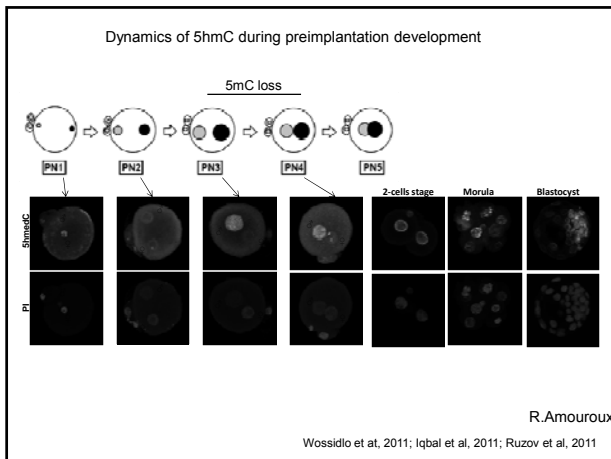 Dynamics of 5hmC during preimplantation development
5mC loss
PN1 PN2 PN3 PN4 PN5
2-cells stage Morula Blastocyst
5hmedC
PI
R.Amouroux
Wossidlo et at, 2011; Iqbal et al, 2011; Ruzov et al, 2011